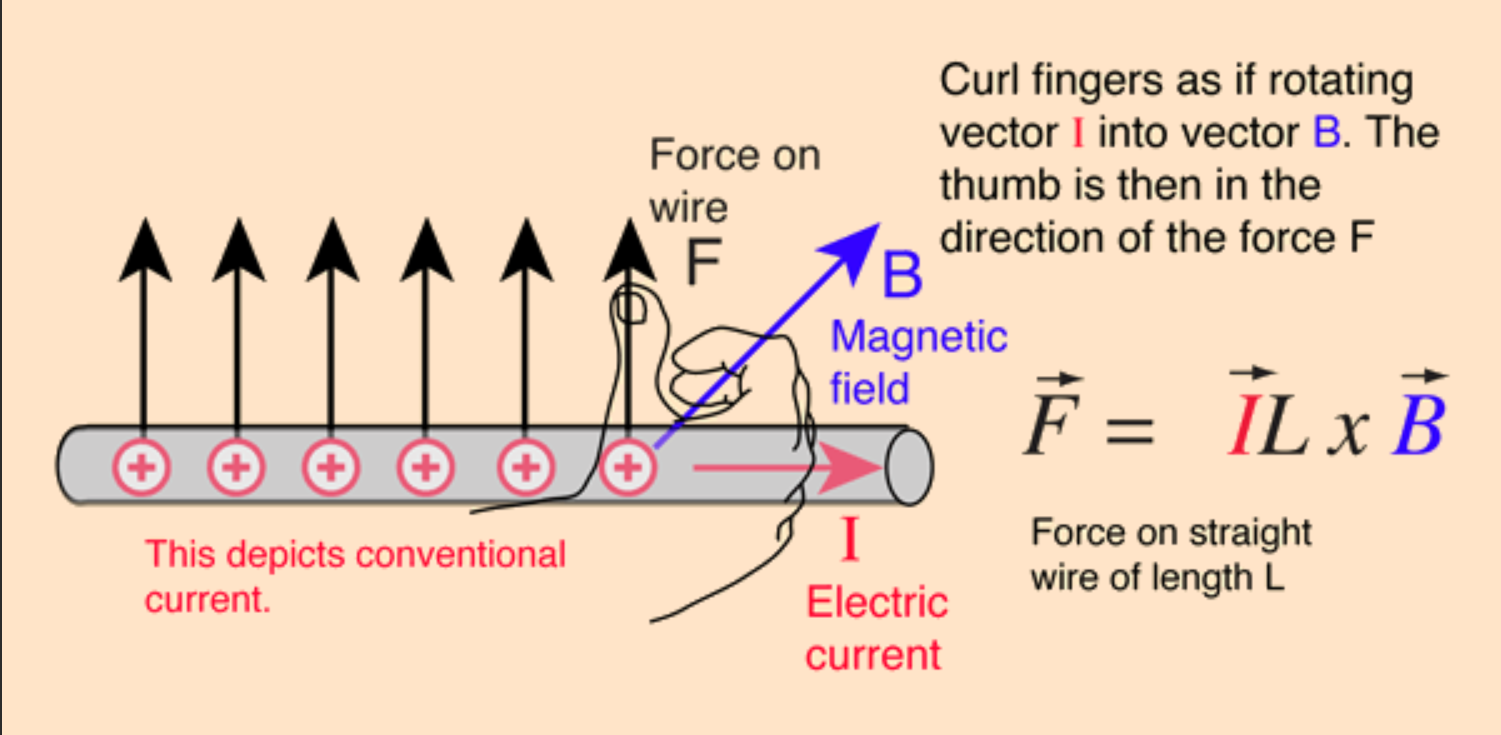 Curl fingers as if rotating
vector I into vector B. The
thumb is then in the
direction of the force F
Force on
wire
F
B
Magnetic
field
F = IL x B
Force on straight
wire of length L
+ + + + + +
This depicts conventional
current.
I
Electric
current